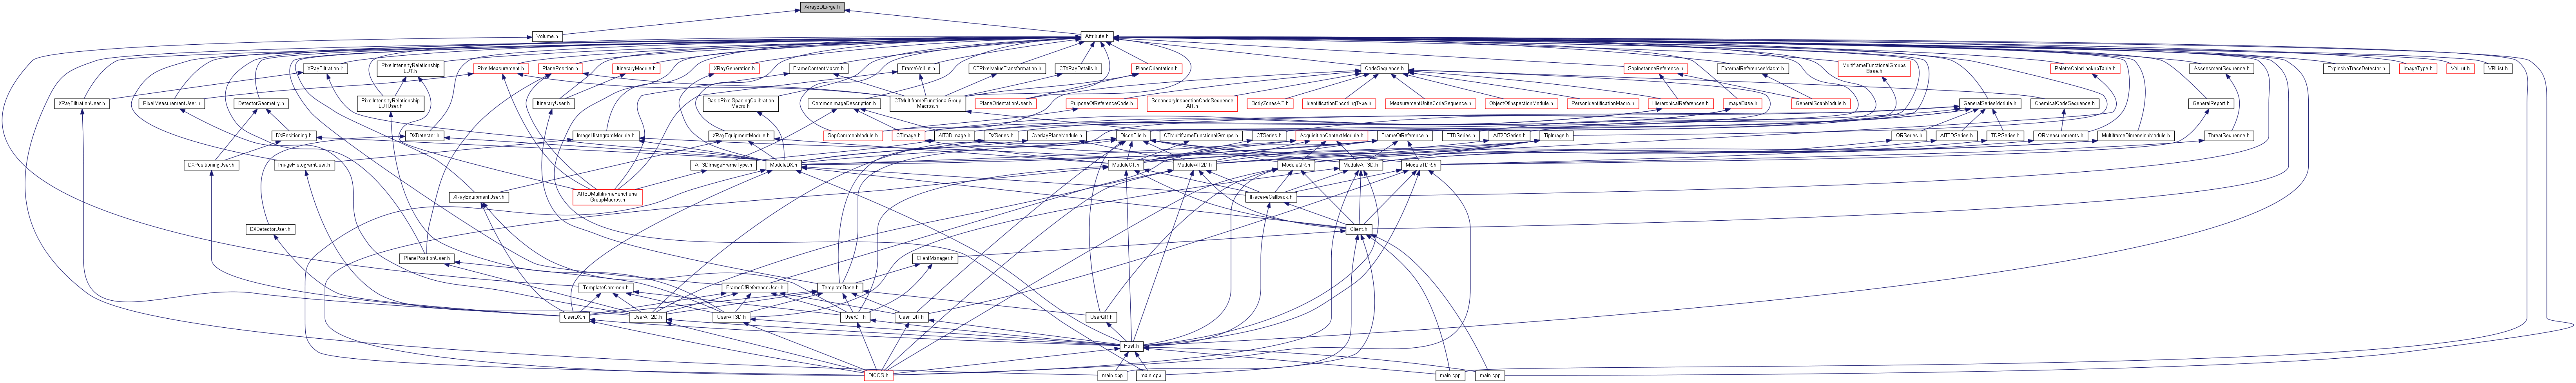 Array3DLarge.h
Volume.h
Attribute.h
XRayFiltration.h
PixelIntensityRelationship
LUT.h
PixelMeasurement.h
PlanePosition.h
ItineraryModule.h
XRayGeneration.h
FrameContentMacro.h
FrameVoiLut.h
CTPixelValueTransformation.h
CTXRayDetails.h
PlaneOrientation.h
CodeSequence.h
SopInstanceReference.h
ExternalReferencesMacro.h
MultiframeFunctionalGroups
Base.h
PaletteColorLookupTable.h
AssessmentSequence.h
ExplosiveTraceDetector.h
ImageType.h
VoiLut.h
VRList.h
XRayFiltrationUser.h
PixelMeasurementUser.h
DetectorGeometry.h
PixelIntensityRelationship
LUTUser.h
ItineraryUser.h
BasicPixelSpacingCalibration
Macro.h
CommonImageDescription.h
CTMultiframeFunctionalGroup
Macros.h
PlaneOrientationUser.h
PurposeOfReferenceCode.h
SecondaryInspectionCodeSequence
AIT.h
BodyZonesAIT.h
IdentificationEncodingType.h
MeasurementUnitsCodeSequence.h
ObjectOfInspectionModule.h
PersonIdentificationMacro.h
HierarchicalReferences.h
ImageBase.h
GeneralScanModule.h
GeneralSeriesModule.h
ChemicalCodeSequence.h
GeneralReport.h
DXPositioning.h
DXDetector.h
ImageHistogramModule.h
XRayEquipmentModule.h
SopCommonModule.h
CTImage.h
AIT3DImage.h
DXSeries.h
OverlayPlaneModule.h
DicosFile.h
CTMultiframeFunctionalGroups.h
CTSeries.h
AcquisitionContextModule.h
FrameOfReference.h
ETDSeries.h
AIT2DSeries.h
TipImage.h
QRSeries.h
AIT3DSeries.h
TDRSeries.h
QRMeasurements.h
MultiframeDimensionModule.h
ThreatSequence.h
DXPositioningUser.h
ImageHistogramUser.h
AIT3DImageFrameType.h
ModuleDX.h
ModuleCT.h
ModuleAIT2D.h
ModuleQR.h
ModuleAIT3D.h
ModuleTDR.h
XRayEquipmentUser.h
AIT3DMultiframeFunctiona
lGroupMacros.h
IReceiveCallback.h
DXDetectorUser.h
Client.h
PlanePositionUser.h
ClientManager.h
TemplateCommon.h
FrameOfReferenceUser.h
TemplateBase.h
UserDX.h
UserAIT2D.h
UserAIT3D.h
UserCT.h
UserTDR.h
UserQR.h
Host.h
DICOS.h
main.cpp
main.cpp
main.cpp
main.cpp